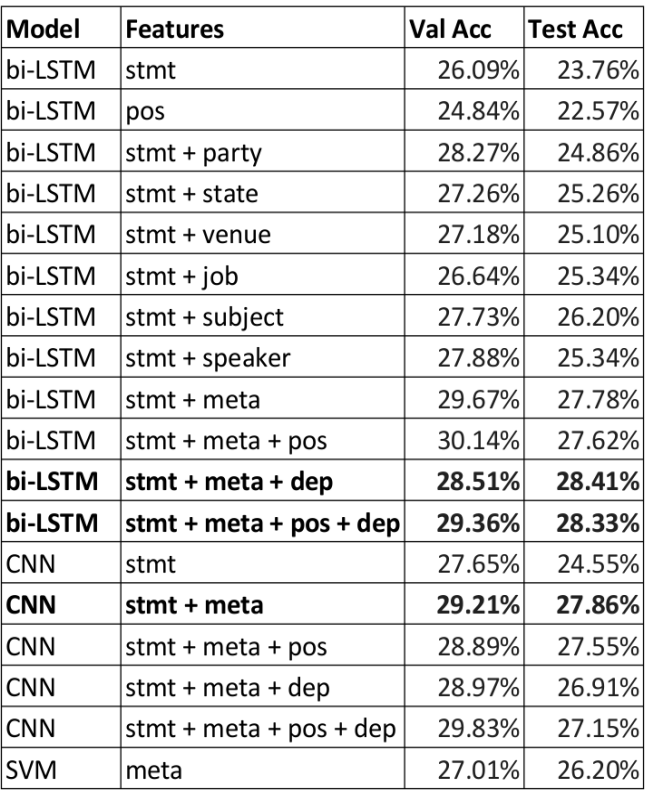 Model Features Val Acc Test Acc
bi-LSTM stmt 26.09% 23.76%
bi-LSTM pos 24.84% 22.57%
bi-LSTM stmt + party 28.27% 24.86%
bi-LSTM stmt + state 27.26% 25.26%
bi-LSTM stmt + venue 27.18% 25.10%
bi-LSTM stmt + job 26.64% 25.34%
bi-LSTM stmt + subject 27.73% 26.20%
bi-LSTM stmt + speaker 27.88% 25.34%
bi-LSTM stmt + meta 29.67% 27.78%
bi-LSTM stmt + meta + pos 30.14% 27.62%
bi-LSTM stmt + meta + dep 28.51% 28.41%
bi-LSTM stmt + meta + pos + dep 29.36% 28.33%
CNN stmt 27.65% 24.55%
CNN stmt + meta 29.21% 27.86%
CNN stmt + meta + pos 28.89% 27.55%
CNN stmt + meta + dep 28.97% 26.91%
CNN stmt + meta + pos + dep 29.83% 27.15%
SVM meta 27.01% 26.20%